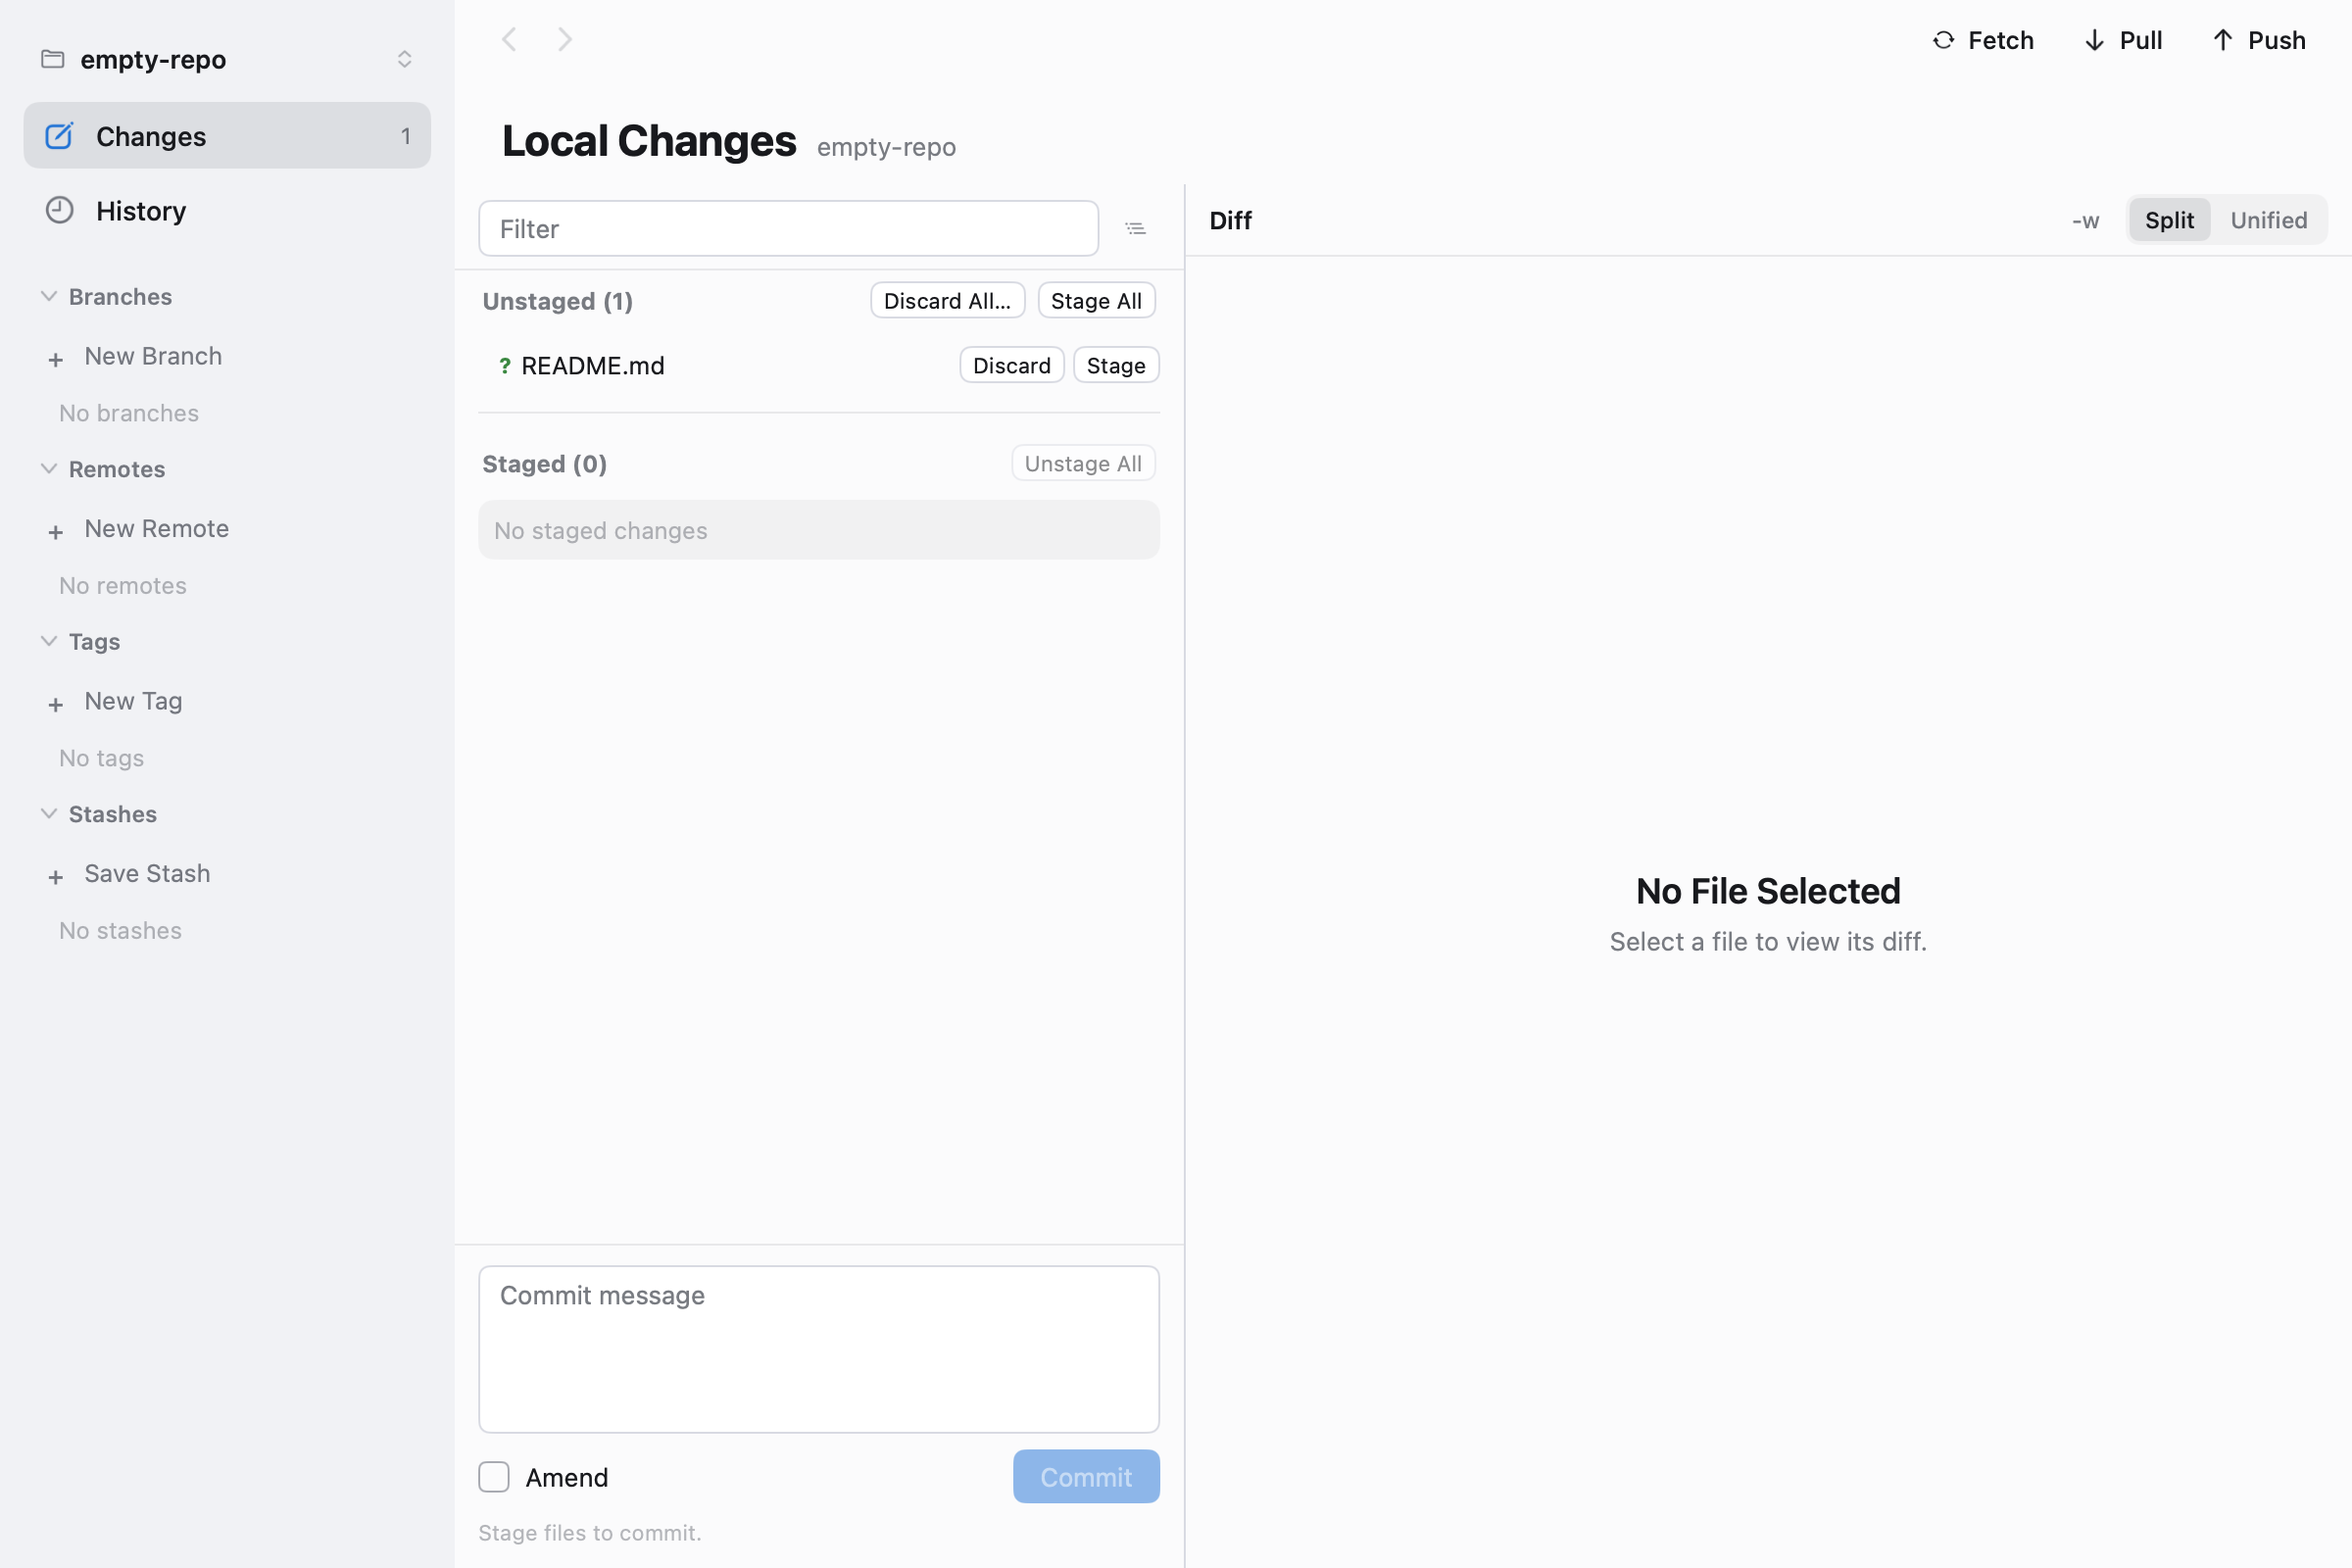 empty-repo
Changes 1
History
Branches
+ New Branch
No branches
Remotes
+ New Remote
No remotes
Tags
+ New Tag
No tags
Stashes
+ Save Stash
No stashes
Fetch Pull Push
Local Changes empty-repo
Filter
Unstaged (1) Discard All... Stage All
? README.md Discard Stage
Staged (0) Unstage All
No staged changes
Commit message
Amend Commit
Stage files to commit.
Diff -w Split Unified
No File Selected
Select a file to view its diff.